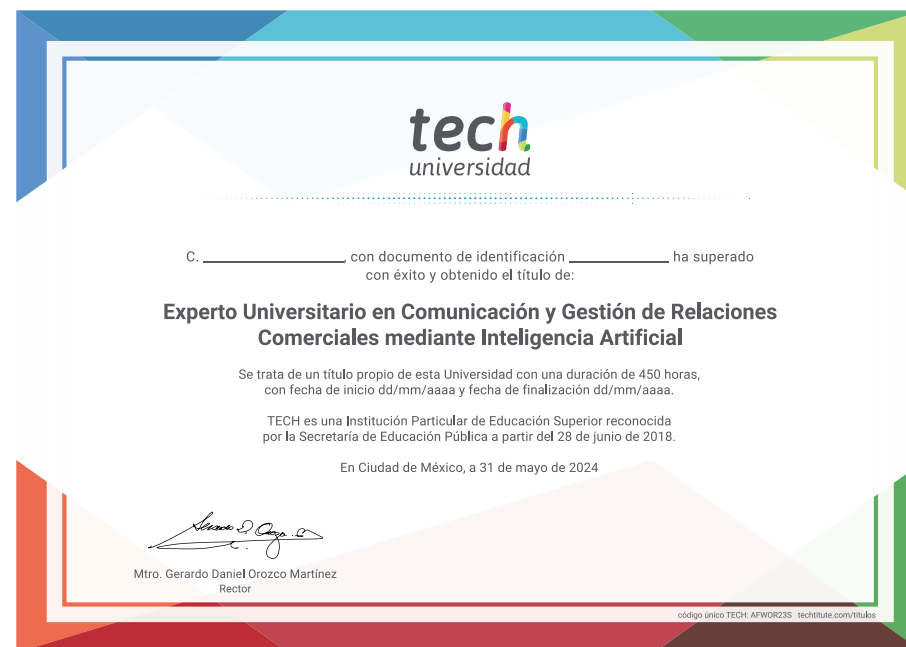 tech
universidad
C. ____________, con documento de identificación ____________ ha superado
con éxito y obtenido el título de:
Experto Universitario en Comunicación y Gestión de Relaciones
Comerciales mediante Inteligencia Artificial
Se trata de un título propio de esta Universidad con una duración de 450 horas,
con fecha de inicio dd/mm/aaaa y fecha de finalización dd/mm/aaaa.
TECH es una Institución Particular de Educación Superior reconocida
por la Secretaría de Educación Pública a partir del 28 de junio de 2018.
En Ciudad de México, a 31 de mayo de 2024
Mtro. Gerardo Daniel Orozco Martínez
Rector
código único TECH: AFWOR23S techtitute.com/titulos